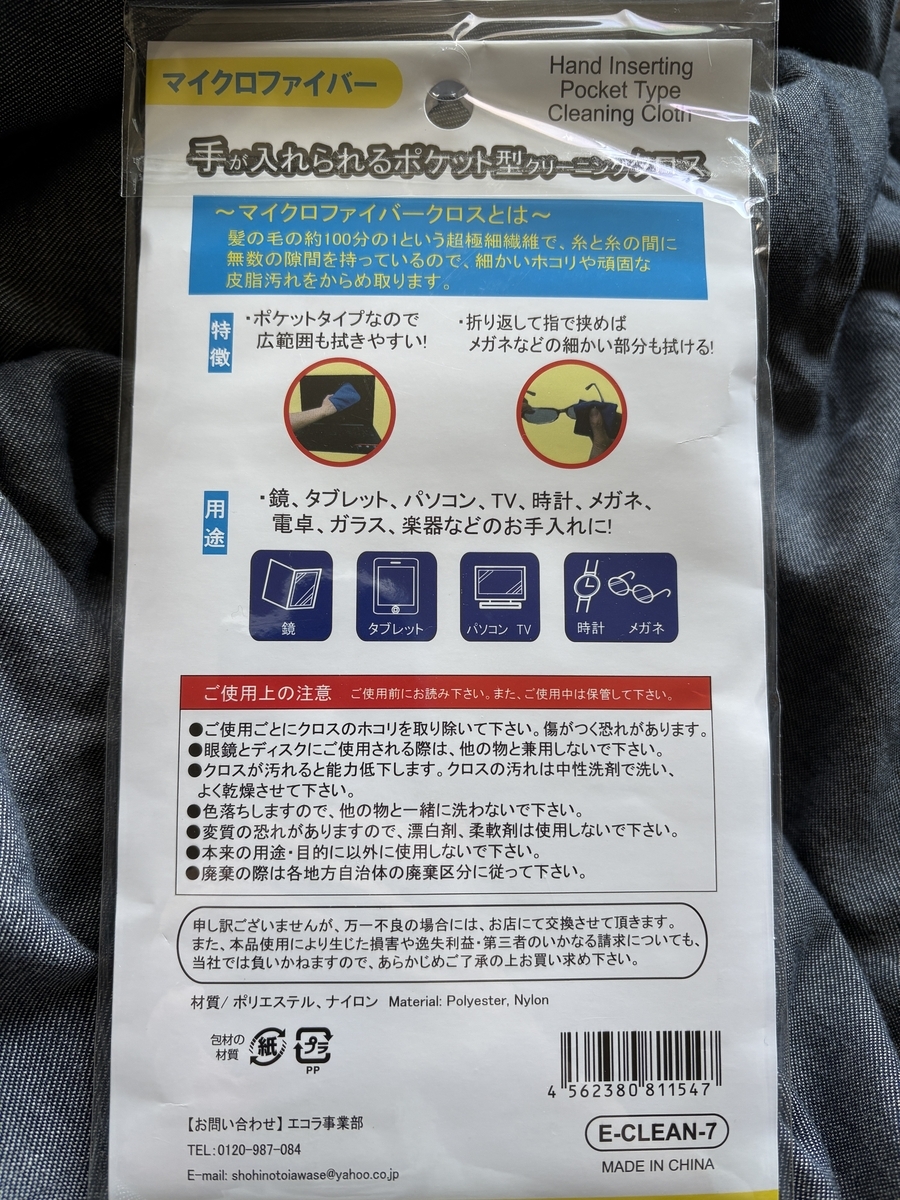 マイクロファイバー
Hand Inserting
Pocket Type
Cleaning Cloth
手が入れられるポケット型クリーニングクロス
～マイクロファイバークロスとは～
髪の毛の約100分の1という超極細繊維で、糸と糸の間に
無数の隙間を持っているので、細かいホコリや頑固な
皮脂汚れをからめ取ります。
特徴
・ポケットタイプなので
広範囲も拭きやすい!
・折り返して指で挟めば
メガネなどの細かい部分も拭ける!
用途
・鏡、タブレット、パソコン、TV、時計、メガネ、
電卓、ガラス、楽器などのお手入れに!
鏡
タブレット
パソコン TV
時計 メガネ
ご使用上の注意 ご使用前にお読み下さい。また、ご使用中は保管して下さい。
●ご使用ごとにクロスのホコリを取り除いて下さい。傷がつく恐れがあります。
●眼鏡とディスクにご使用される際は、他の物と兼用しないで下さい。
●クロスが汚れると能力低下します。クロスの汚れは中性洗剤で洗い、
よく乾燥させて下さい。
●色落ちしますので、他の物と一緒に洗わないで下さい。
●変質の恐れがありますので、漂白剤、柔軟剤は使用しないで下さい。
●本来の用途・目的に以外に使用しないで下さい。
●廃棄の際は各地方自治体の廃棄区分に従って下さい。
申し訳ございませんが、万一不良の場合には、お店にて交換させて頂きます。
また、本品使用により生じた損害や逸失利益・第三者のいかなる請求についても、
当社では負いかねますので、あらかじめご了承の上お買い求め下さい。
材質/ポリエステル、ナイロン Material: Polyester, Nylon
包材の
材質
紙
プラ
PP
4 562380 811547
【お問い合わせ】エコラ事業部
TEL:0120-987-084
E-mail: shohinotoiawase@yahoo.co.jp
E-CLEAN-7
MADE IN CHINA